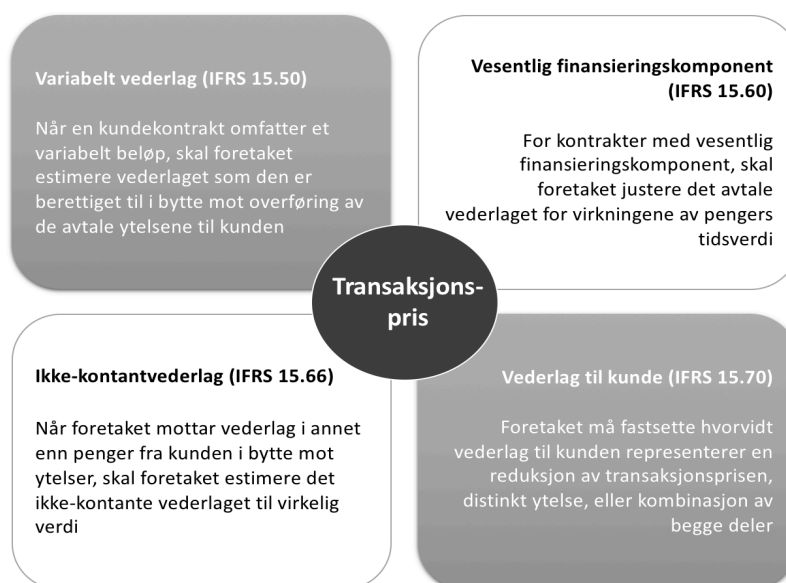 Variabelt vederlag (IFRS 15.50)
Når en kundekontrakt omfatter et
variabelt beløp, skal foretaket
estimere vederlaget som den er
berettiget til i bytte mot overføring av
de avtale ytelsene til kunden
Vesentlig finansieringskomponent
(IFRS 15.60)
For kontrakter med vesentlig
finansieringskomponent, skal
foretaket justere det avtale
vederlaget for virkningene av pengers
tidsverdi
Transaksjons-
pris
Ikke-kontantvederlag (IFRS 15.66)
Når foretaket mottar vederlag i annet
enn penger fra kunden i bytte mot
ytelser, skal foretaket estimere det
ikke-kontante vederlaget til virkelig
verdi
Vederlag til kunde (IFRS 15.70)
Foretaket må fastsette hvorvidt
vederlag til kunden representerer en
reduksjon av transaksjonsprisen,
distinkt ytelse, eller kombinasjon av
begge deler